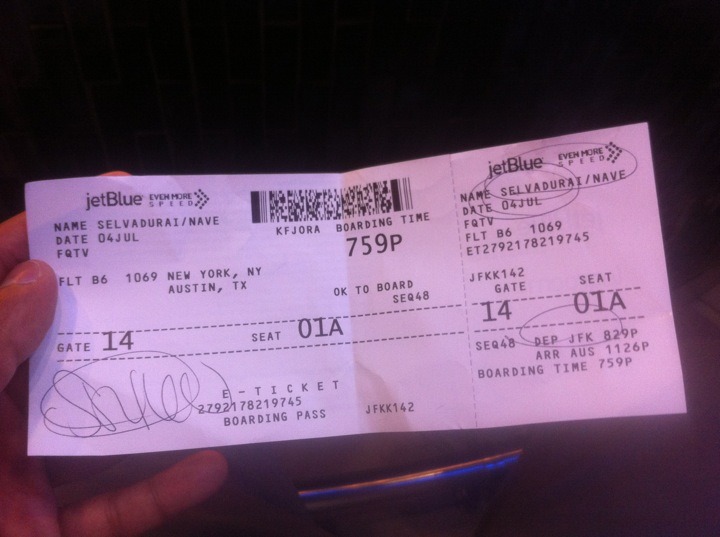 jetBlue EVEN MORE SPEED
NAME SELVADURAI/NAVE
DATE 04JUL
FQTV
FLT B6 1069 NEW YORK, NY
AUSTIN, TX
KFJORA BOARDING TIME
759P
OK TO BOARD
SEQ48
GATE 14 SEAT 01A
E-TICKET
2792178219745
BOARDING PASS
JFKK142
jetBlue EVEN MORE SPEED
NAME SELVADURAI/NAVE
DATE 04JUL
FQTV
FLT B6 1069
ET2792178219745
JFKK142
GATE SEAT
14 01A
SEQ48 DEP JFK 829P
ARR AUS 1126P
BOARDING TIME 759P